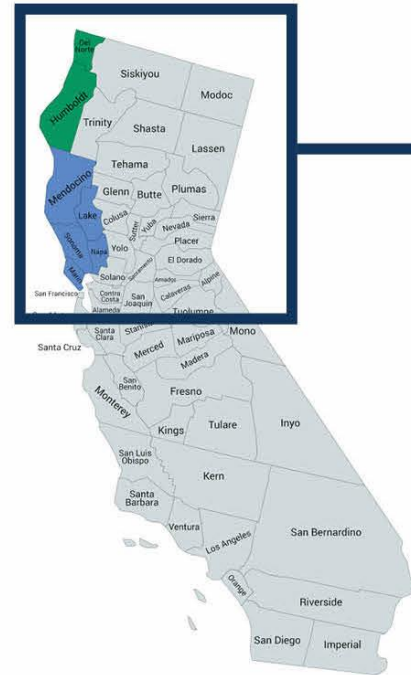 Del Norte
Siskiyou
Modoc
Humboldt
Trinity
Shasta
Lassen
Tehama
Mendocino
Glenn
Butte
Plumas
Lake
Colusa
Sutter
Yuba
Nevada
Sierra
Placer
Sonoma
Napa
Yolo
El Dorado
Marin
Solano
Sacramento
Amador
Alpine
San Francisco
Contra Costa
San Joaquin
Calaveras
Alameda
Tuolumne
Mono
Santa Clara
Santa Cruz
Merced
Mariposa
Madera
San Benito
Monterey
Fresno
Kings
Tulare
Inyo
San Luis Obispo
Kern
Santa Barbara
Ventura
Los Angeles
San Bernardino
Orange
Riverside
San Diego
Imperial